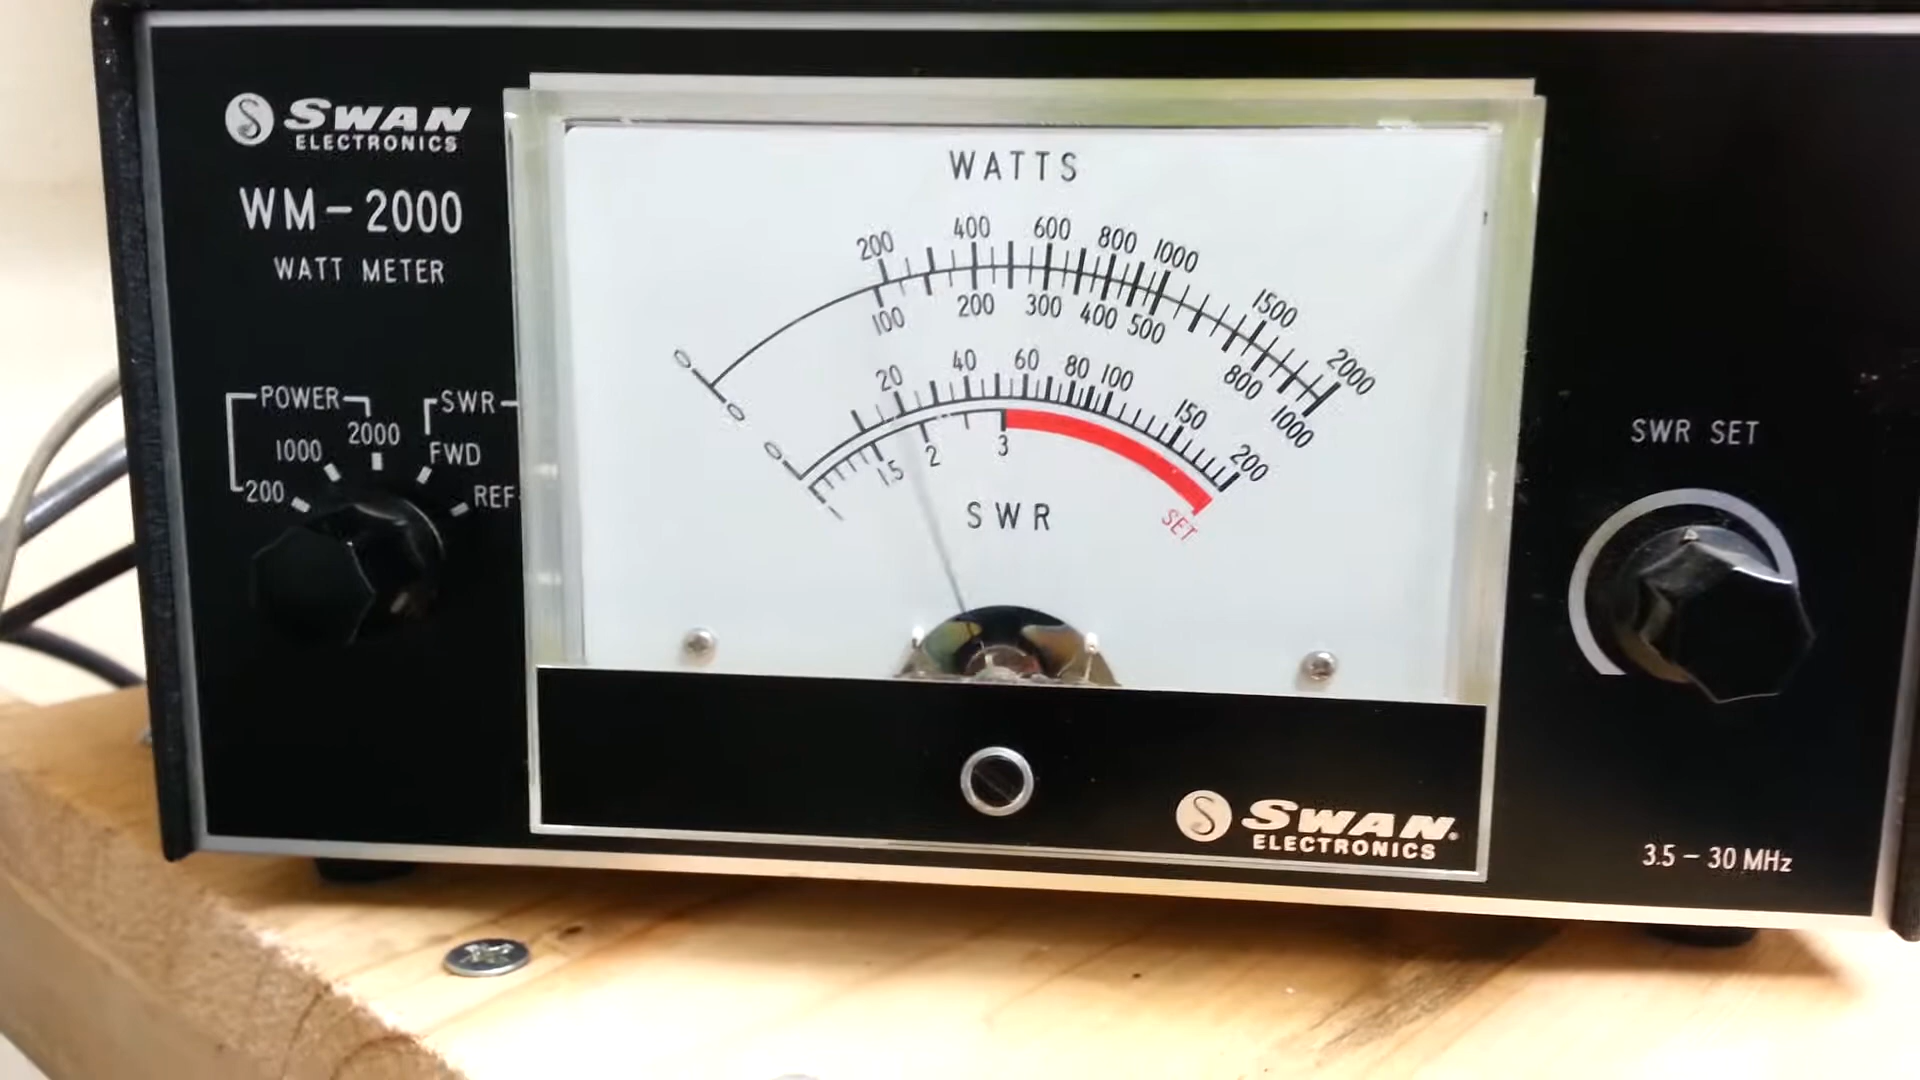 SWAN
ELECTRONICS
WM-2000
WATT METER
POWER
SWR
200
1000
2000
FWD
REF
WATTS
200 400 600 800 1000 1500 2000
0
0
100 200 300 400 500 800 1000
0
20 40 60 80 100 150 200
1.5 2 3
SET
SWR
SWR SET
SWAN
ELECTRONICS
3.5 - 30 MHz